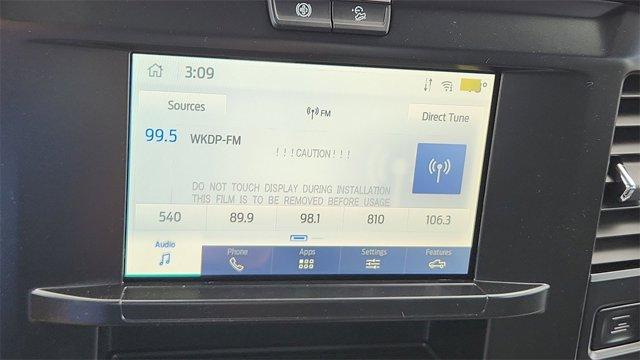 3:09
Sources
FM
Direct Tune
99.5 WKDP-FM
! ! !CAUTION! ! !
DO NOT TOUCH DISPLAY DURING INSTALLATION
THIS FILM IS TO BE REMOVED BEFORE USAGE
540 89.9 98.1 810 106.3
Audio Phone Apps Settings Features